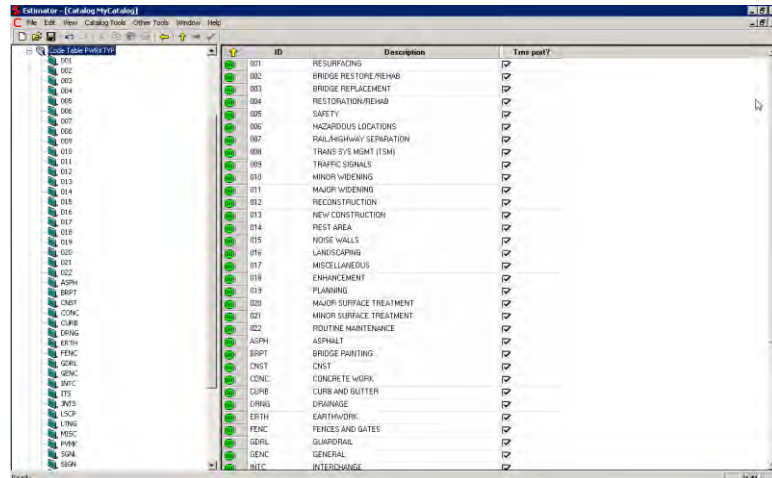 Estimator - [Catalog MyCatalog]
File Edit View Catalog Tools Other Tools Window Help
Code Table PWRKTYP
001
002
003
004
005
006
007
008
009
010
011
012
013
014
015
016
017
018
019
020
021
022
ASPH
BRPT
CNST
CONC
CURB
DRNG
ERTH
FENC
GDRL
GENC
INTC
ITS
JNTS
LSCP
LTNG
MISC
PVMK
SGNL
SIGN
ID Description Trns port?
001 RESURFACING
002 BRIDGE RESTORE/REHAB
003 BRIDGE REPLACEMENT
004 RESTORATION/REHAB
005 SAFETY
006 HAZARDOUS LOCATIONS
007 RAIL/HIGHWAY SEPARATION
008 TRANS SYS MGMT (TSM)
009 TRAFFIC SIGNALS
010 MINOR WIDENING
011 MAJOR WIDENING
012 RECONSTRUCTION
013 NEW CONSTRUCTION
014 REST AREA
015 NOISE WALLS
016 LANDSCAPING
017 MISCELLANEOUS
018 ENHANCEMENT
019 PLANNING
020 MAJOR SURFACE TREATMENT
021 MINOR SURFACE TREATMENT
022 ROUTINE MAINTENANCE
ASPH ASPHALT
BRPT BRIDGE PAINTING
CNST CNST
CONC CONCRETE WORK
CURB CURB AND GUTTER
DRNG DRAINAGE
ERTH EARTHWORK
FENC FENCES AND GATES
GDRL GUARDRAIL
GENC GENERAL
INTC INTERCHANGE
Ready